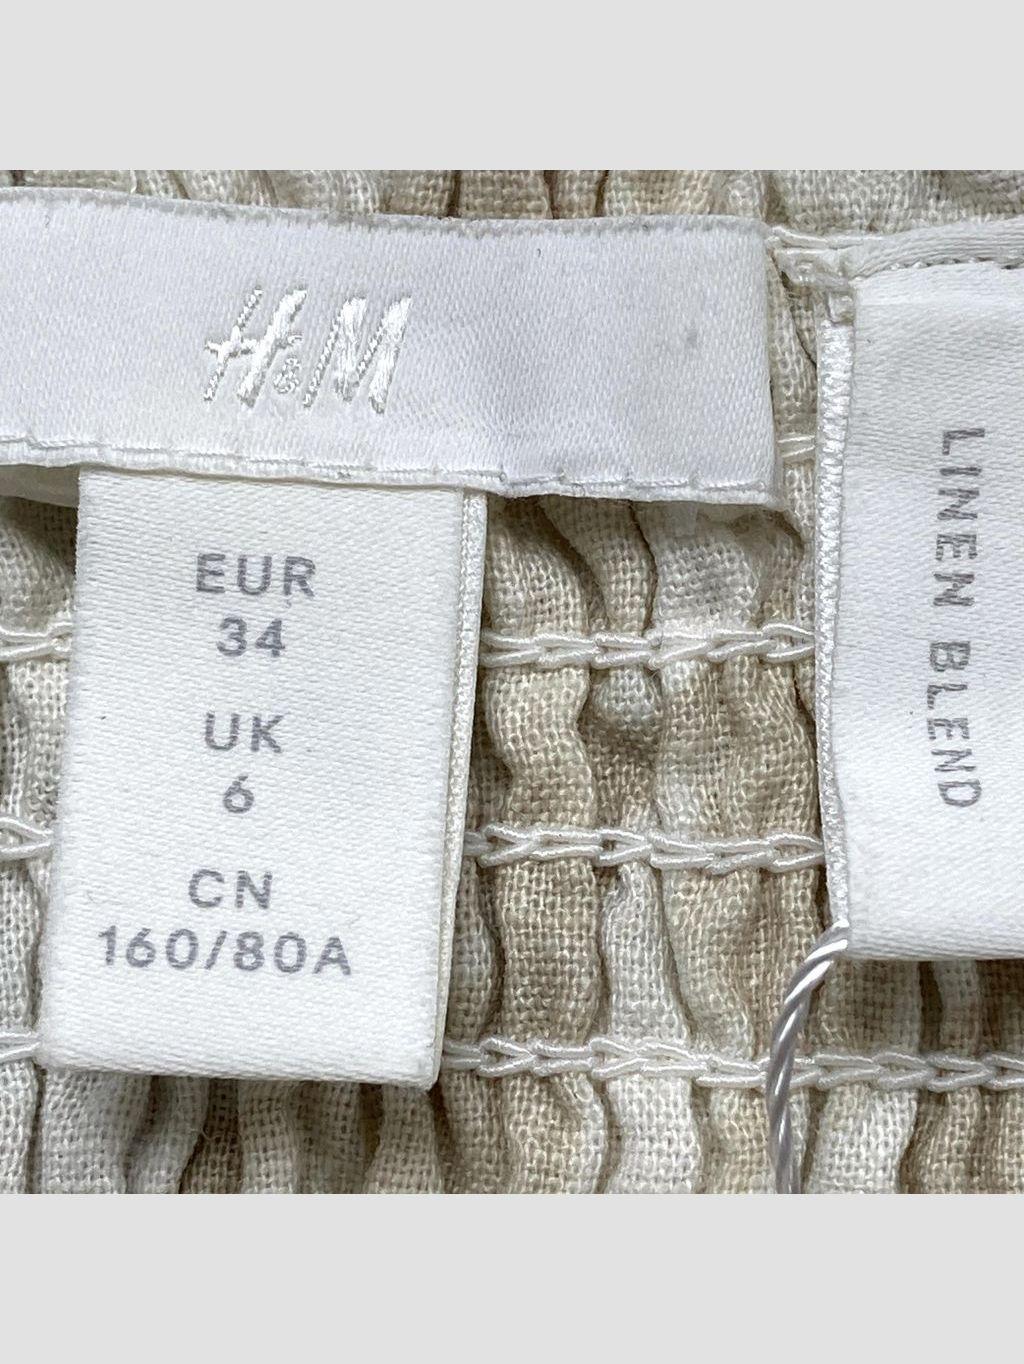 H&M
EUR
34
UK
6
CN
160/80A
LINEN BLEND